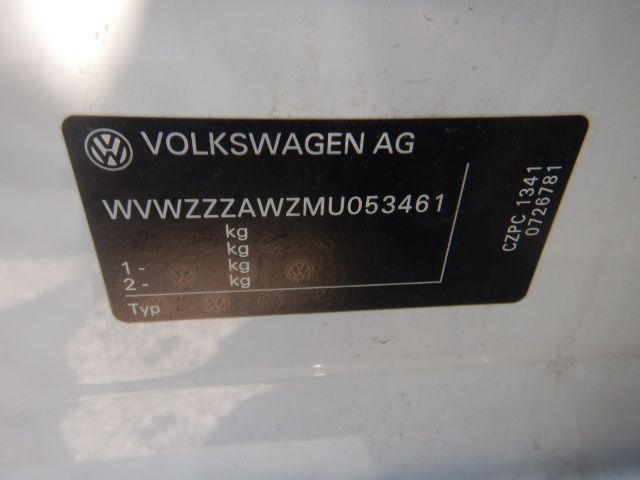 VOLKSWAGEN AG
WVWZZZAWZMU053461
kg
kg
1 - kg
2 - kg
Typ
CZPC 1341
0726781